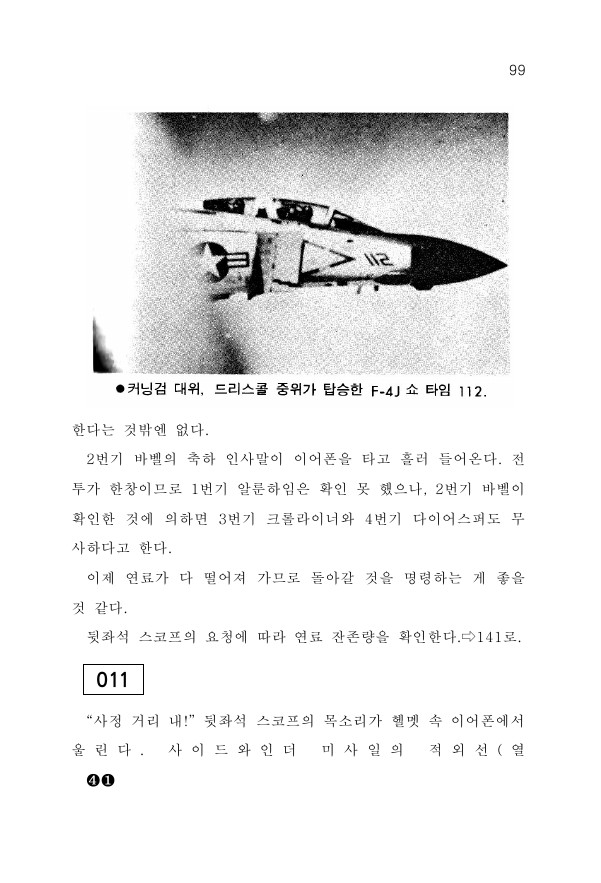 99
112
●커닝검 대위, 드리스콜 중위가 탑승한 F-4J 쇼 타임 112.
한다는 것밖엔 없다.
2번기 바벨의 축하 인사말이 이어폰을 타고 흘러 들어온다. 전
투가 한창이므로 1번기 알룬하임은 확인 못 했으나, 2번기 바벨이
확인한 것에 의하면 3번기 크롤라이너와 4번기 다이어스퍼도 무
사하다고 한다.
이제 연료가 다 떨어져 가므로 돌아갈 것을 명령하는 게 좋을
것 같다.
뒷좌석 스코프의 요청에 따라 연료 잔존량을 확인한다.⇨141로.
011
“사정 거리 내!” 뒷좌석 스코프의 목소리가 헬멧 속 이어폰에서
울린다. 사이드와인더 미사일의 적외선(열
❹❶